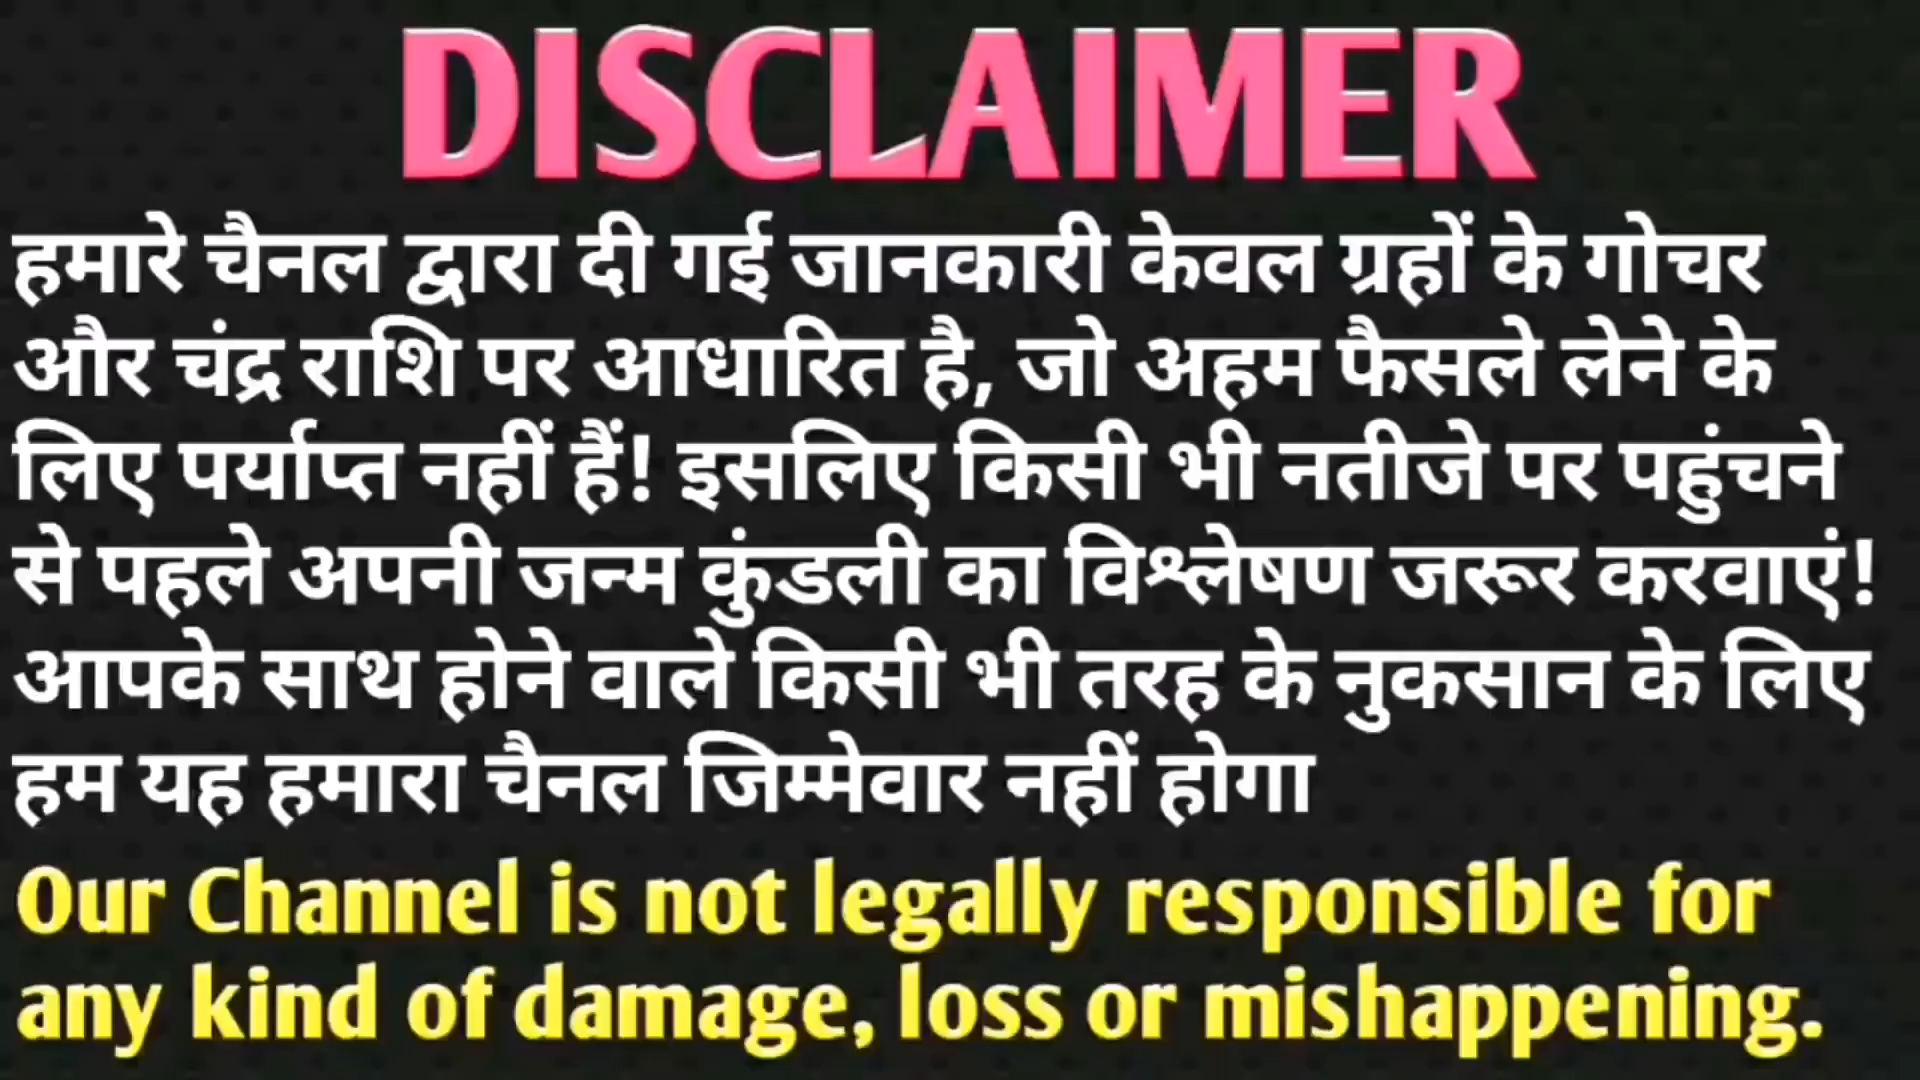 DISCLAIMER
हमारे चैनल द्वारा दी गई जानकारी केवल ग्रहों के गोचर
और चंद्र राशि पर आधारित है, जो अहम फैसले लेने के
लिए पर्याप्त नहीं हैं! इसलिए किसी भी नतीजे पर पहुंचने
से पहले अपनी जन्म कुंडली का विश्लेषण जरूर करवाएं!
आपके साथ होने वाले किसी भी तरह के नुकसान के लिए
हम यह हमारा चैनल जिम्मेवार नहीं होगा
Our Channel is not legally responsible for
any kind of damage, loss or mishappening.